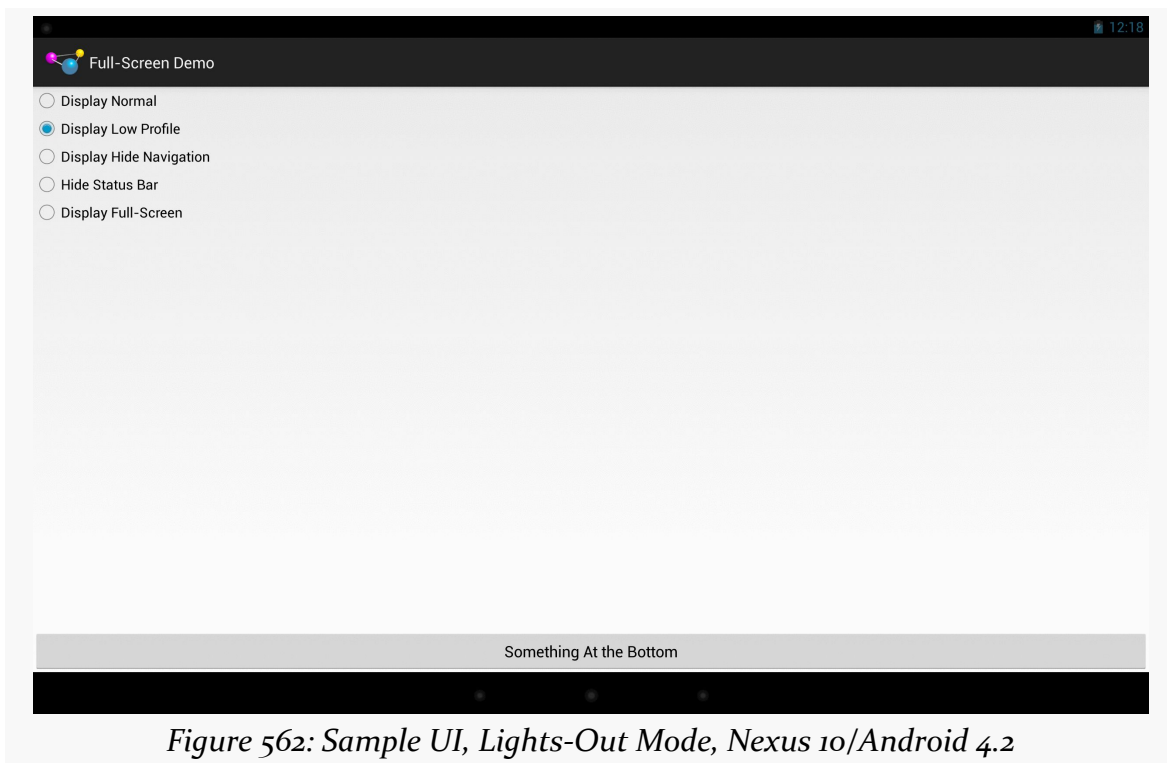 12:18
Full-Screen Demo
Display Normal
Display Low Profile
Display Hide Navigation
Hide Status Bar
Display Full-Screen
Something At the Bottom
Figure 562: Sample UI, Lights-Out Mode, Nexus 10/Android 4.2